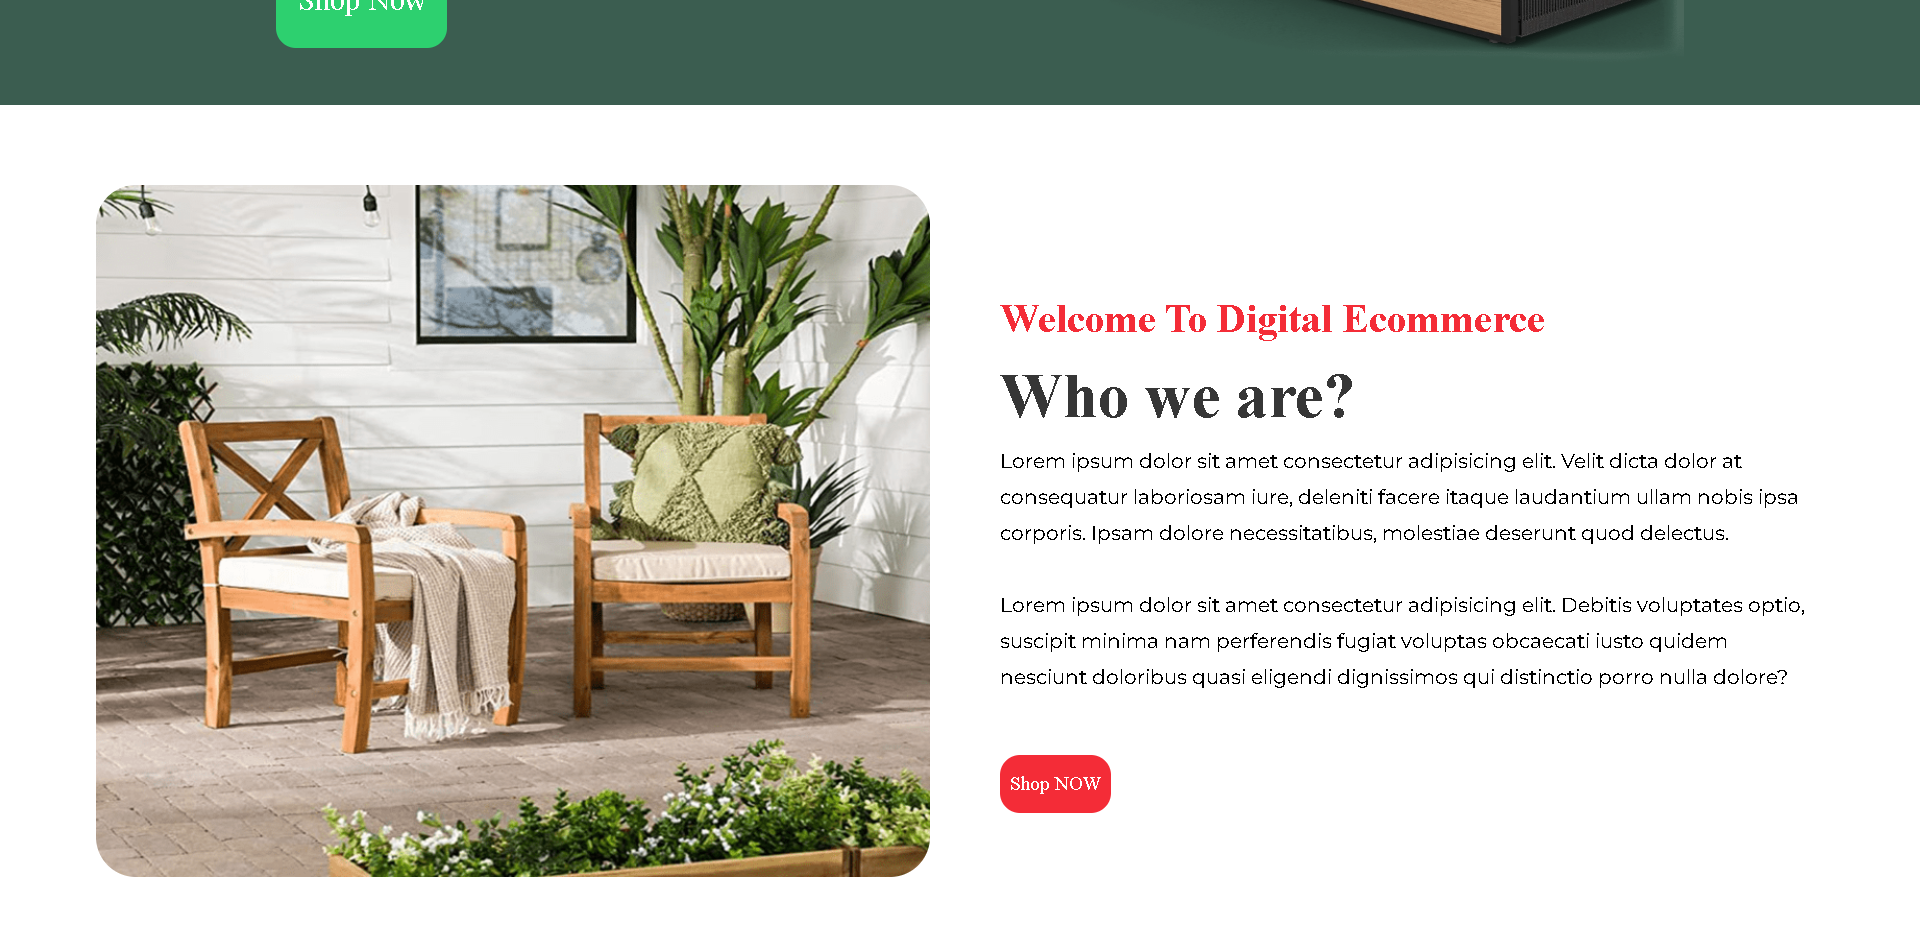 Shop Now
Welcome To Digital Ecommerce
Who we are?
Lorem ipsum dolor sit amet consectetur adipisicing elit. Velit dicta dolor at
consequatur laboriosam iure, deleniti facere itaque laudantium ullam nobis ipsa
corporis. Ipsam dolore necessitatibus, molestiae deserunt quod delectus.
Lorem ipsum dolor sit amet consectetur adipisicing elit. Debitis voluptates optio,
suscipit minima nam perferendis fugiat voluptas obcaecati iusto quidem
nesciunt doloribus quasi eligendi dignissimos qui distinctio porro nulla dolore?
Shop NOW